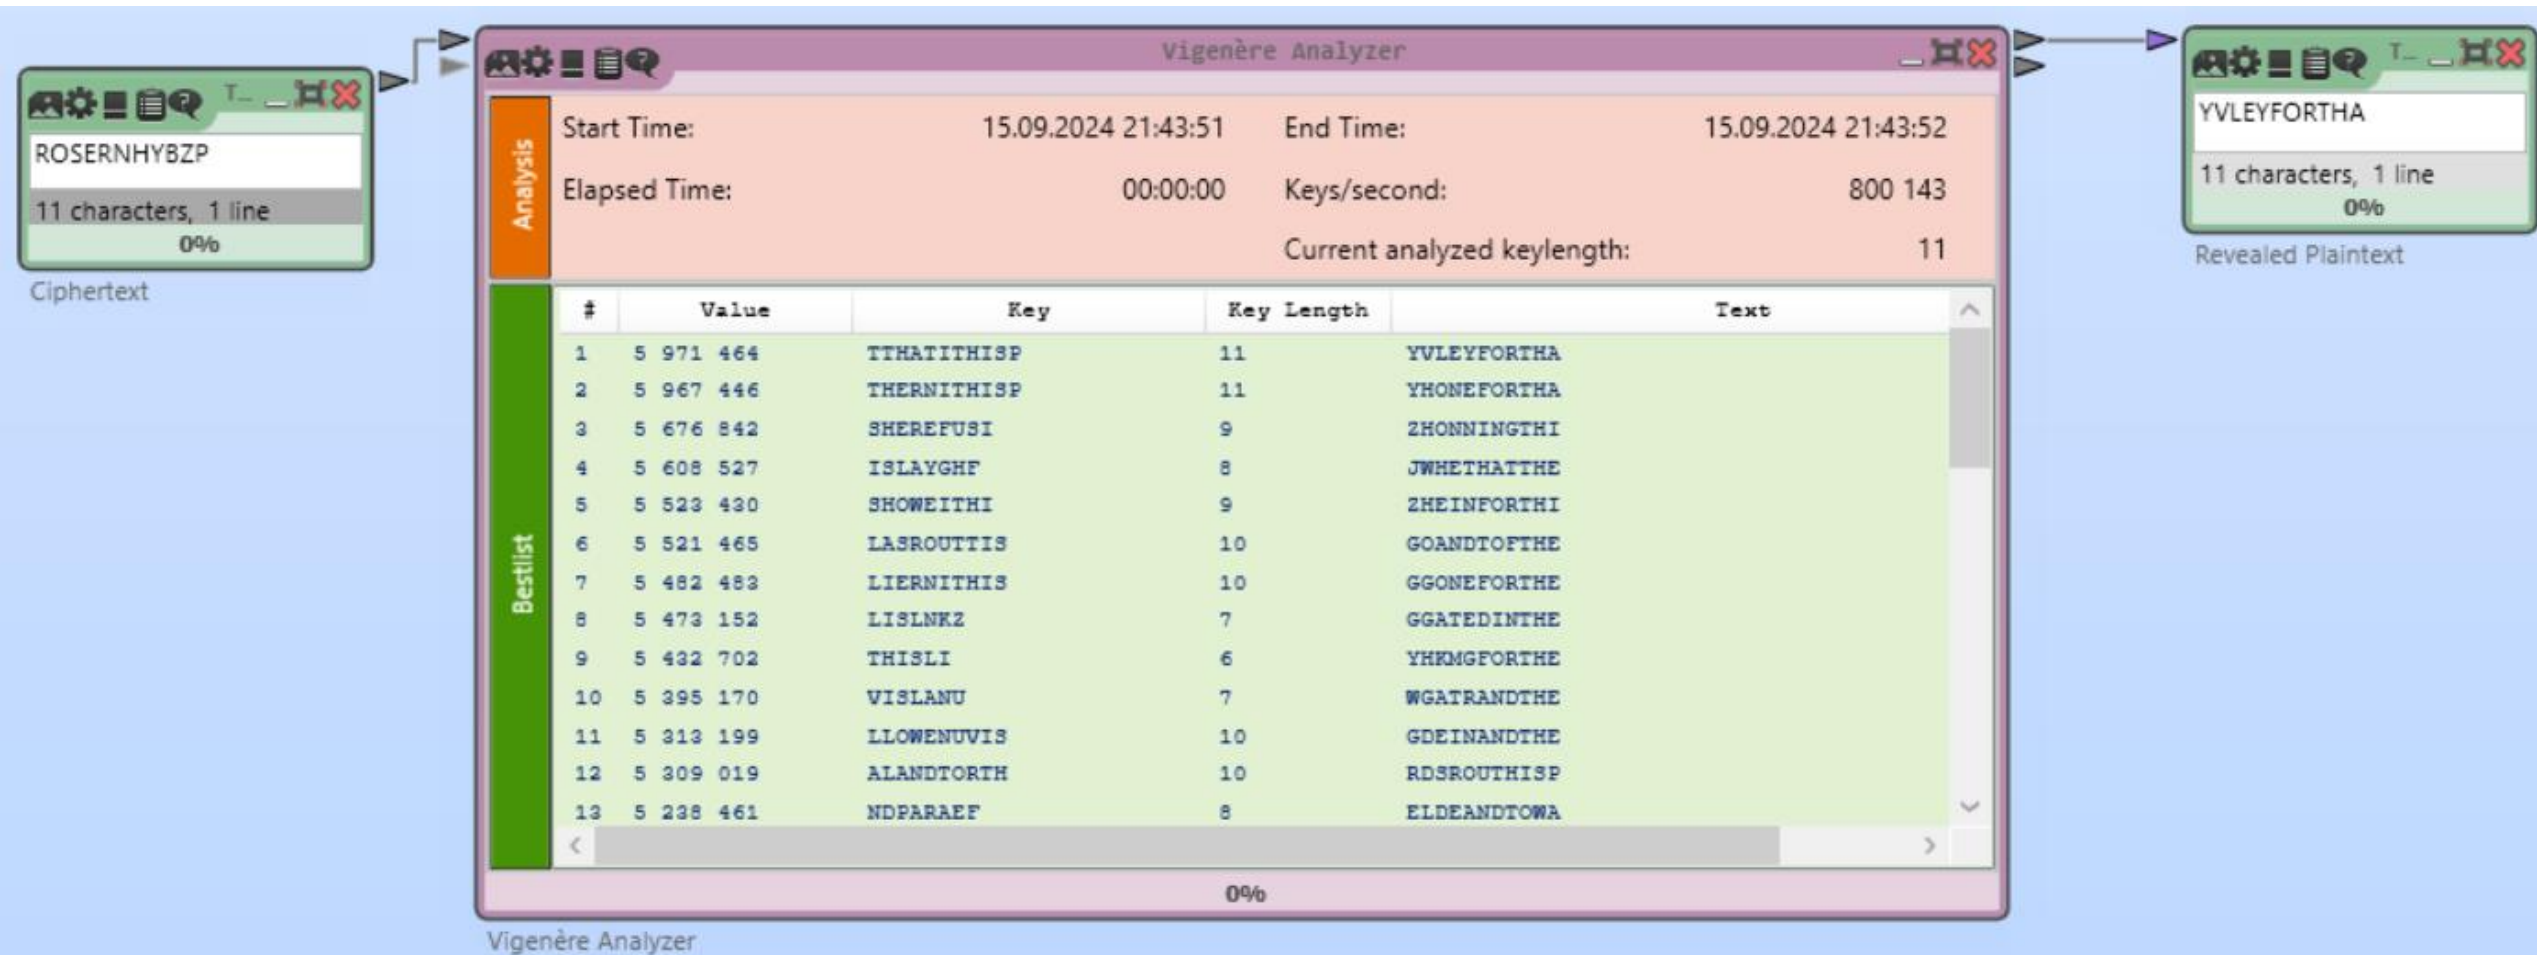 Vigenère Analyzer
T...
ROSERNHYBZP
11 characters, 1 line
0%
Ciphertext
Analysis
Start Time: 15.09.2024 21:43:51 End Time: 15.09.2024 21:43:52
Elapsed Time: 00:00:00 Keys/second: 800 143
Current analyzed keylength: 11
Bestlist
# Value Key Key Length Text
1 5 971 464 TTHATITHISP 11 YVLEYFORTHA
2 5 967 446 THERNITHISP 11 YHONEFORTHA
3 5 676 842 SHEREFUSI 9 ZHONNINGTHI
4 5 608 527 ISLAYGHF 8 JWHETHATTHE
5 5 523 430 SHOWEITHI 9 ZHEINFORTHI
6 5 521 465 LASROUTTIS 10 GOANDTOFTHE
7 5 482 483 LIERNITHIS 10 GGONEFORTHE
8 5 473 152 LISLNKZ 7 GGATEDINTHE
9 5 432 702 THISLI 6 YHKMGFORTHE
10 5 395 170 VISLANU 7 WGATRANDTHE
11 5 313 199 LLOWENUVIS 10 GDEINANDTHE
12 5 309 019 ALANDTORTH 10 RDSROUTHISP
13 5 238 461 NDPARAEF 8 ELDEANDTOWA
0%
Vigenère Analyzer
T...
YVLEYFORTHA
11 characters, 1 line
0%
Revealed Plaintext